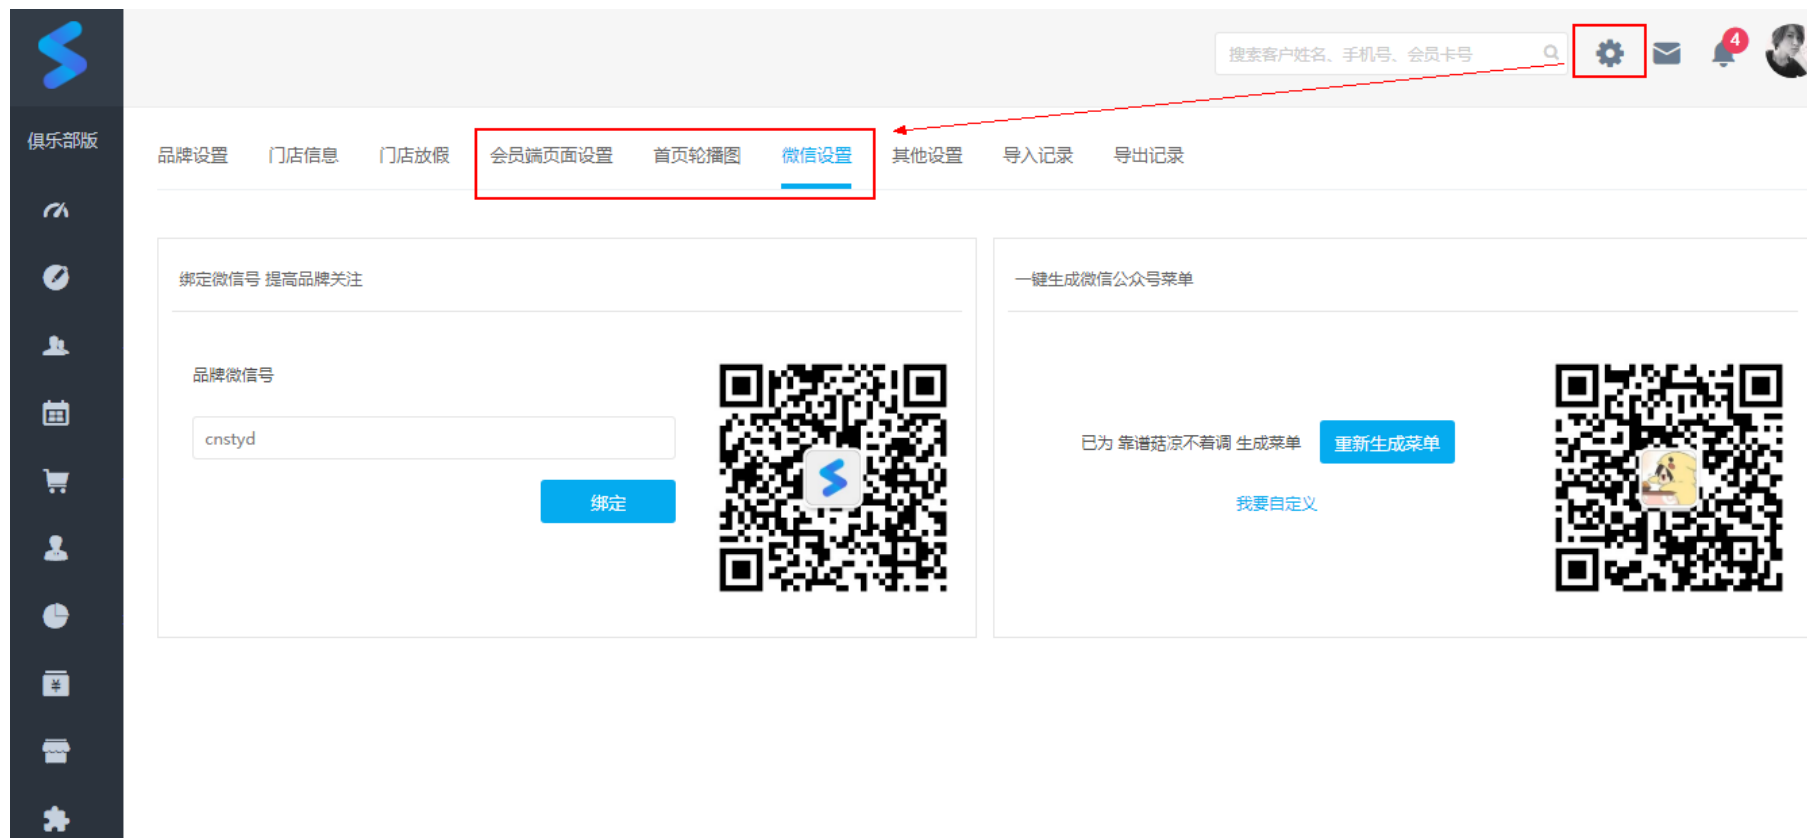 搜索客户姓名、手机号、会员卡号
4
俱乐部版
品牌设置 门店信息 门店放假 会员端页面设置 首页轮播图 微信设置 其他设置 导入记录 导出记录
绑定微信号 提高品牌关注
品牌微信号
cnstyd
绑定
一键生成微信公众号菜单
已为 靠谱菇凉不着调 生成菜单 重新生成菜单
我要自定义